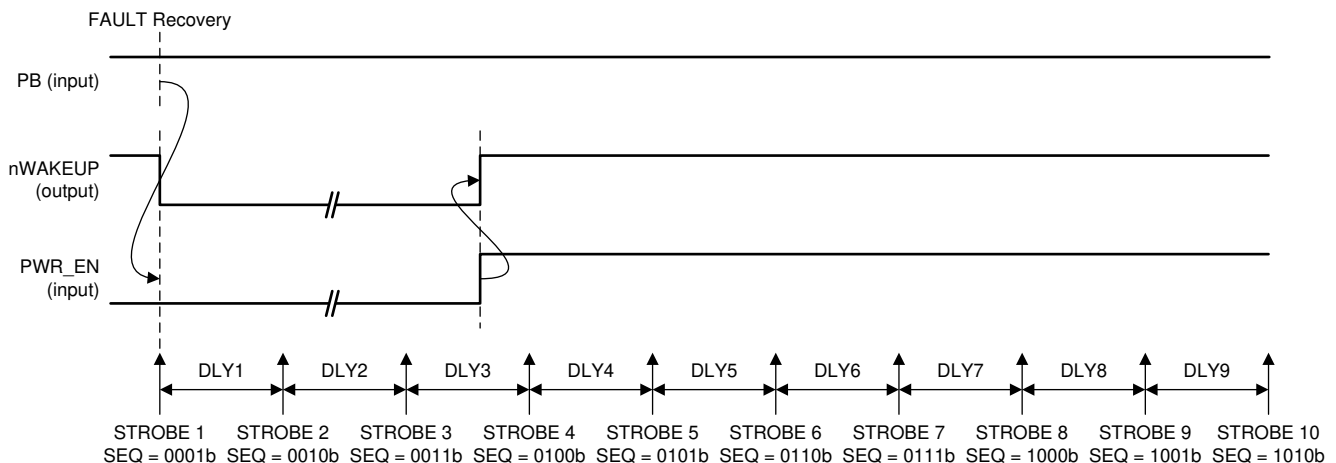 FAULT Recovery
PB (input)
nWAKEUP
(output)
PWR_EN
(input)
DLY1 DLY2 DLY3 DLY4 DLY5 DLY6 DLY7 DLY8 DLY9
STROBE 1 STROBE 2 STROBE 3 STROBE 4 STROBE 5 STROBE 6 STROBE 7 STROBE 8 STROBE 9 STROBE 10
SEQ = 0001b SEQ = 0010b SEQ = 0011b SEQ = 0100b SEQ = 0101b SEQ = 0110b SEQ = 0111b SEQ = 1000b SEQ = 1001b SEQ = 1010b